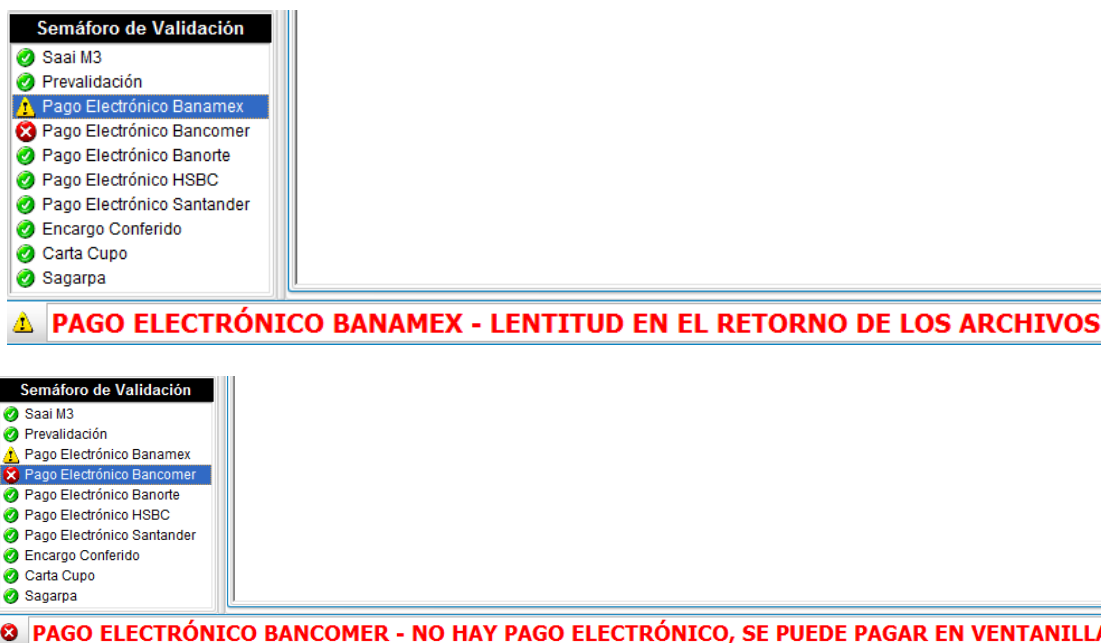 Semáforo de Validación
Saai M3
Prevalidación
Pago Electrónico Banamex
Pago Electrónico Bancomer
Pago Electrónico Banorte
Pago Electrónico HSBC
Pago Electrónico Santander
Encargo Conferido
Carta Cupo
Sagarpa
PAGO ELECTRÓNICO BANAMEX - LENTITUD EN EL RETORNO DE LOS ARCHIVOS
Semáforo de Validación
Saai M3
Prevalidación
Pago Electrónico Banamex
Pago Electrónico Bancomer
Pago Electrónico Banorte
Pago Electrónico HSBC
Pago Electrónico Santander
Encargo Conferido
Carta Cupo
Sagarpa
PAGO ELECTRÓNICO BANCOMER - NO HAY PAGO ELECTRÓNICO, SE PUEDE PAGAR EN VENTANILLA